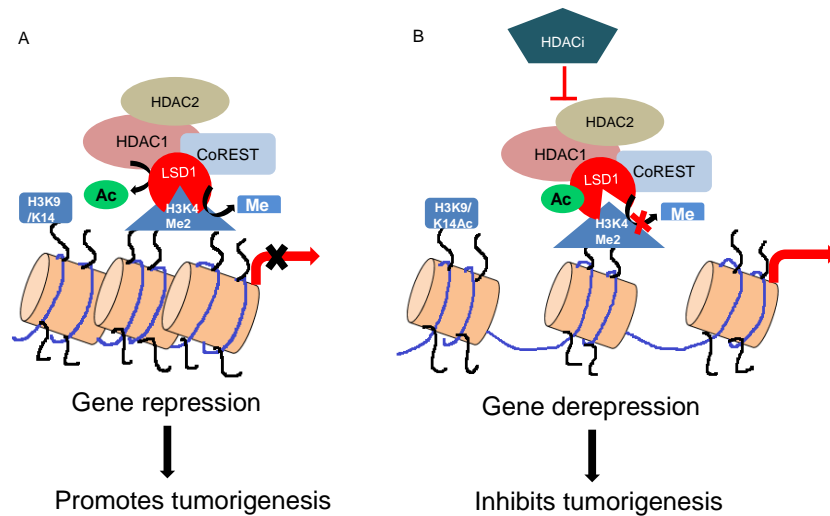 A
HDAC2
HDAC1
CoREST
LSD1
Ac
Me
H3K9
/K14
H3K4
Me2
Gene repression
Promotes tumorigenesis
B
HDACi
HDAC2
HDAC1
CoREST
LSD1
Ac
Me
H3K9/
K14Ac
H3K4
Me2
Gene derepression
Inhibits tumorigenesis